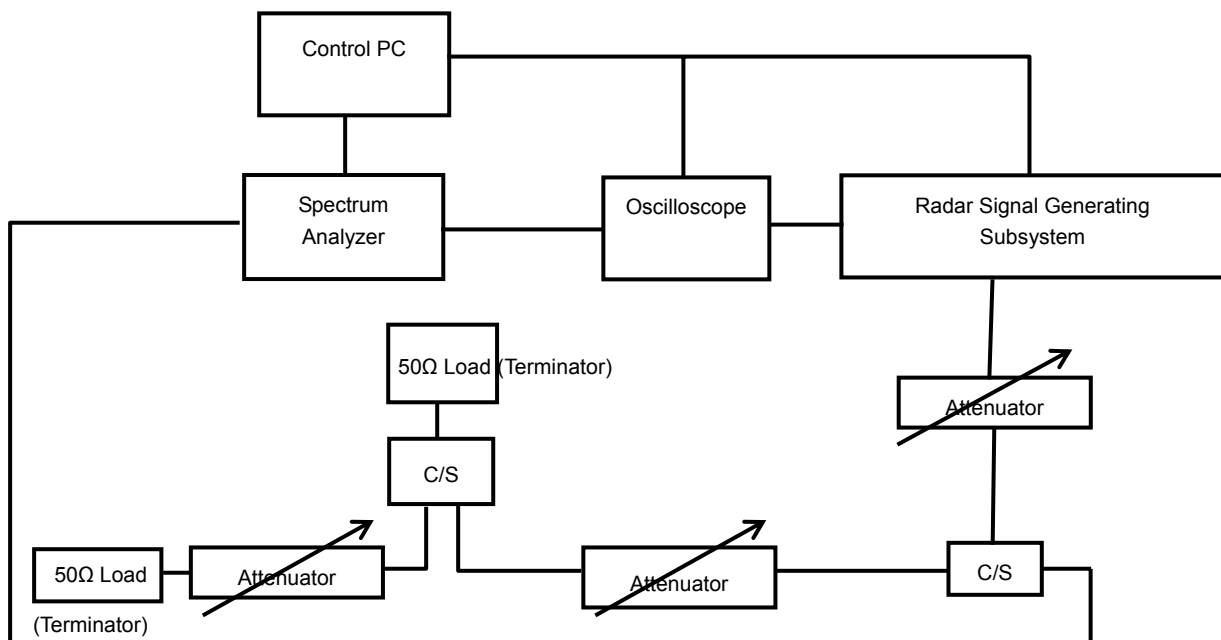 Control PC
Spectrum
Analyzer
Oscilloscope
Radar Signal Generating
Subsystem
50Ω Load (Terminator)
Attenuator
C/S
50Ω Load
(Terminator)
Attenuator
Attenuator
C/S